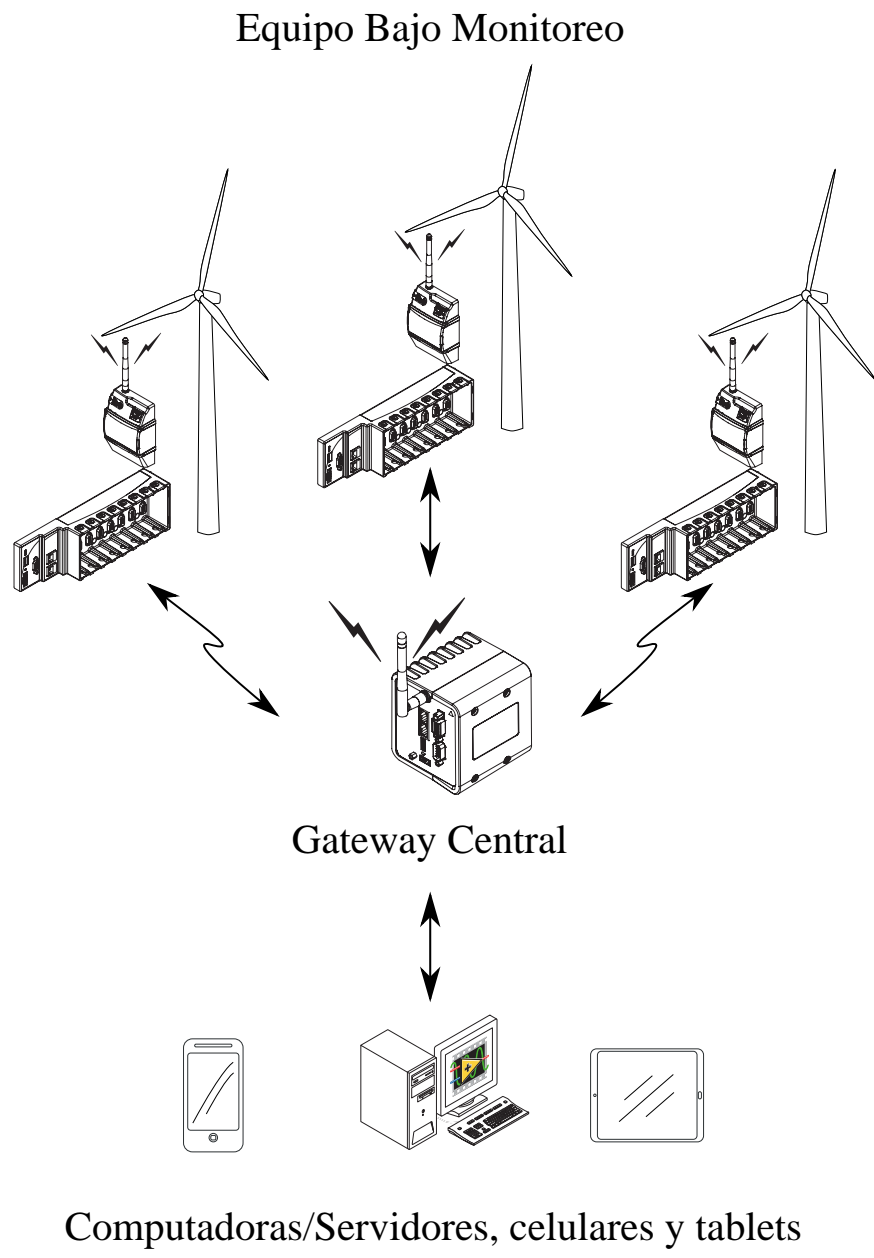 Equipo Bajo Monitoreo
Gateway Central
Computadoras/Servidores, celulares y tablets